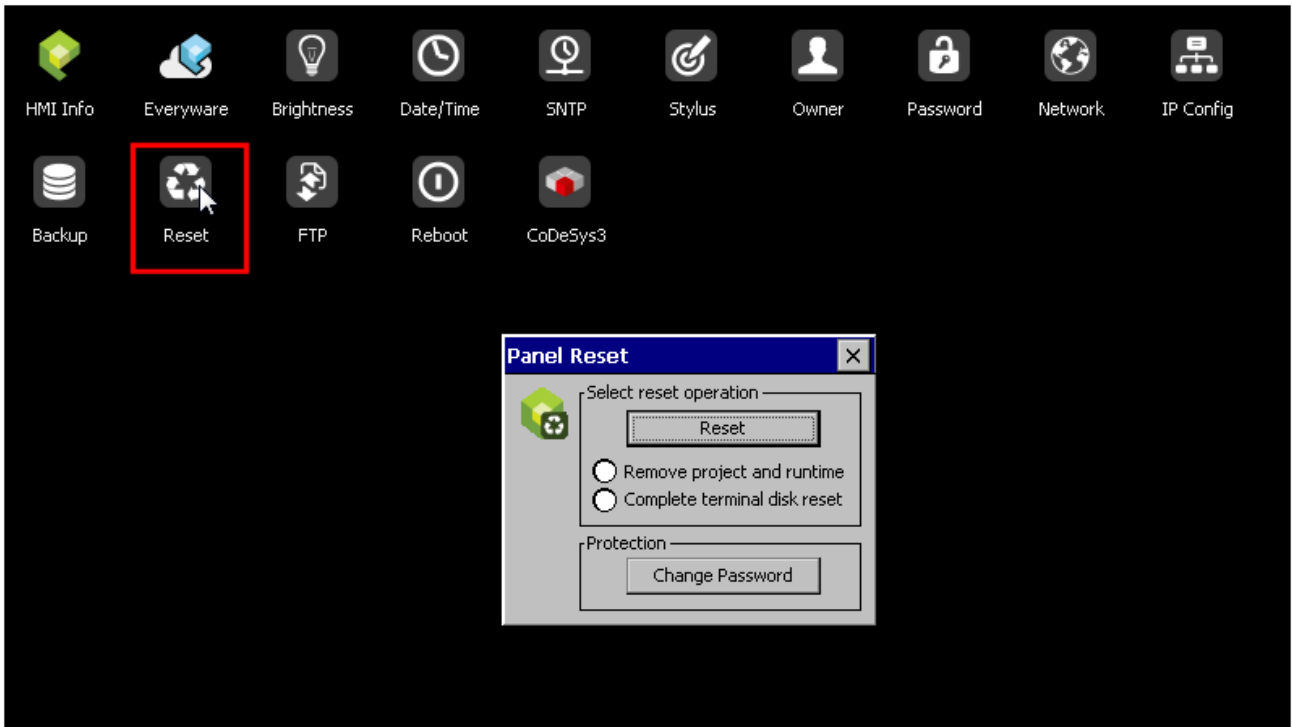 HMI Info Everyware Brightness Date/Time SNTP Stylus Owner Password Network IP Config
Backup Reset FTP Reboot CoDeSys3
Panel Reset
Select reset operation
Reset
Remove project and runtime
Complete terminal disk reset
Protection
Change Password